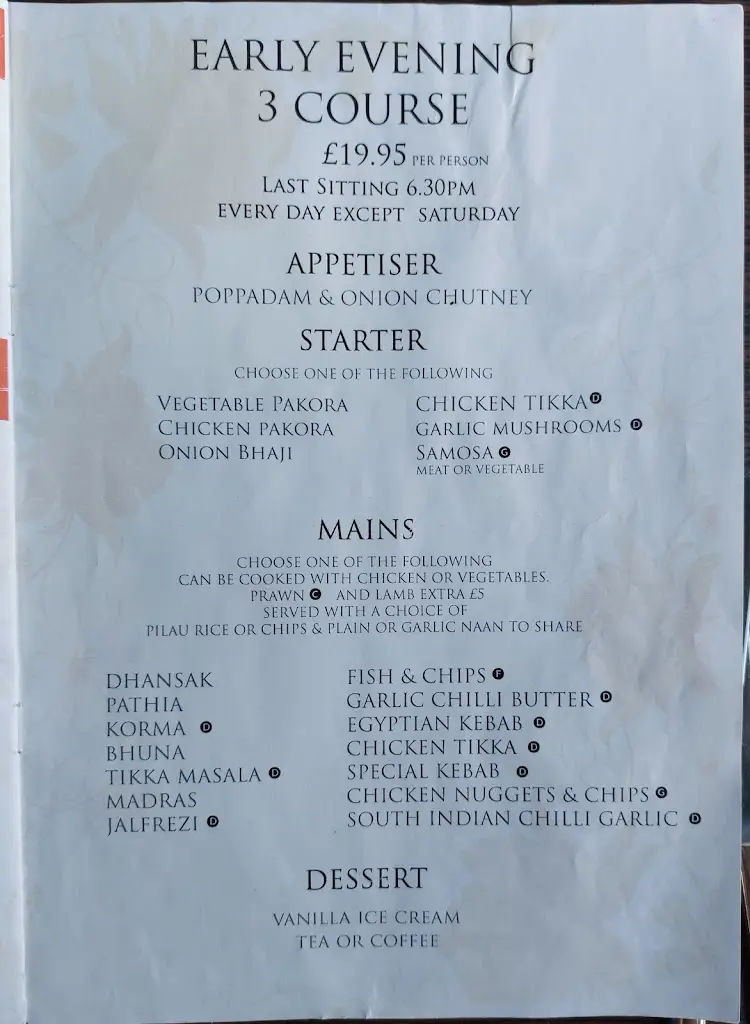 EARLY EVENING
3 COURSE
£19.95 PER PERSON
LAST SITTING 6.30PM
EVERY DAY EXCEPT SATURDAY
APPETISER
POPPADAM & ONION CHUTNEY
STARTER
CHOOSE ONE OF THE FOLLOWING
VEGETABLE PAKORA
CHICKEN PAKORA
ONION BHAJI
CHICKEN TIKKA D
GARLIC MUSHROOMS D
SAMOSA G
MEAT OR VEGETABLE
MAINS
CHOOSE ONE OF THE FOLLOWING
CAN BE COOKED WITH CHICKEN OR VEGETABLES.
PRAWN C AND LAMB EXTRA £5
SERVED WITH A CHOICE OF
PILAU RICE OR CHIPS & PLAIN OR GARLIC NAAN TO SHARE
DHANSAK
PATHIA
KORMA D
BHUNA
TIKKA MASALA D
MADRAS
JALFREZI D
FISH & CHIPS F
GARLIC CHILLI BUTTER D
EGYPTIAN KEBAB D
CHICKEN TIKKA D
SPECIAL KEBAB D
CHICKEN NUGGETS & CHIPS G
SOUTH INDIAN CHILLI GARLIC D
DESSERT
VANILLA ICE CREAM
TEA OR COFFEE